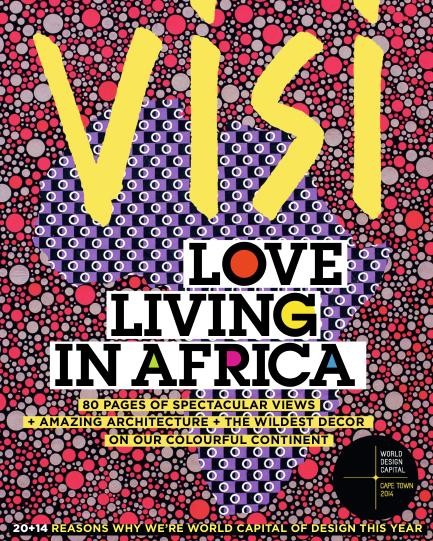 VISI
LOVE
LIVING
IN AFRICA
80 PAGES OF SPECTACULAR VIEWS
+ AMAZING ARCHITECTURE + THE WILDEST DECOR
ON OUR COLOURFUL CONTINENT
WORLD
DESIGN
CAPITAL
CAPE TOWN
2014
20+14 REASONS WHY WE'RE WORLD CAPITAL OF DESIGN THIS YEAR